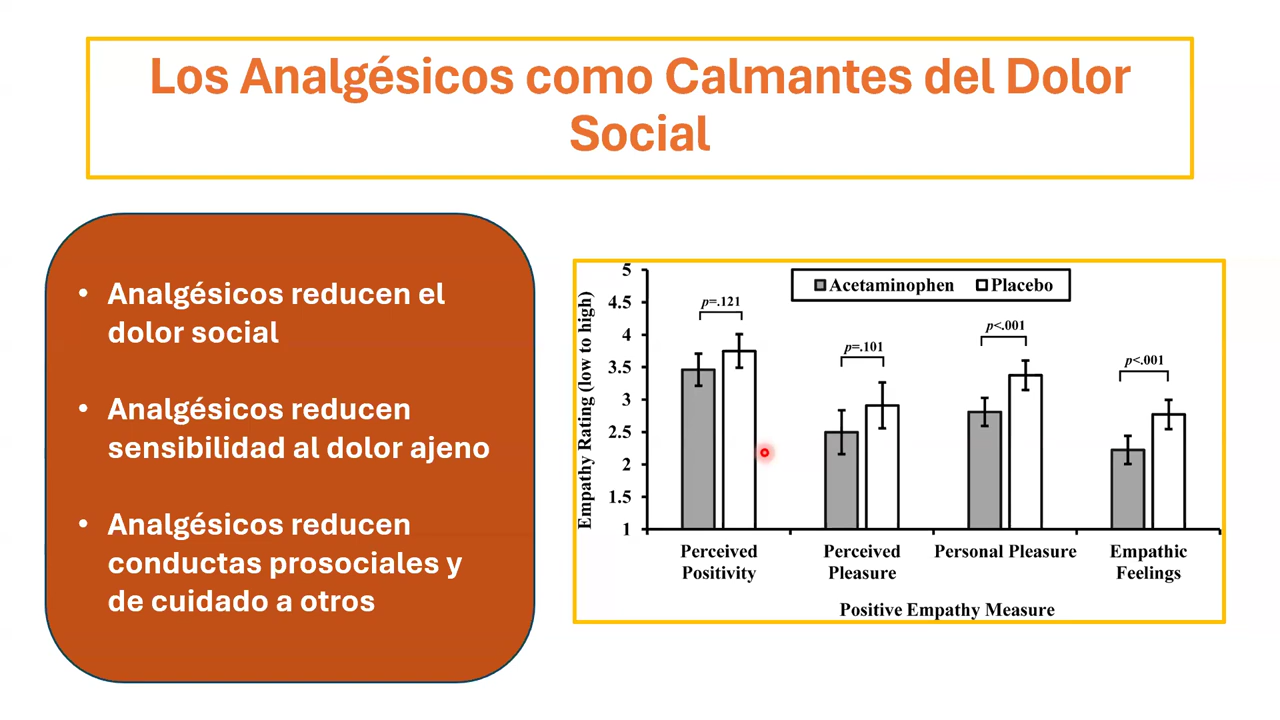 Los Analgésicos como Calmantes del Dolor
Social
• Analgésicos reducen el
dolor social
• Analgésicos reducen
sensibilidad al dolor ajeno
• Analgésicos reducen
conductas prosociales y
de cuidado a otros
Empathy Rating (low to high)
5
4.5
4
3.5
3
2.5
2
1.5
1
Acetaminophen
Placebo
p=.121
p=.101
p<.001
p<.001
Perceived
Positivity
Perceived
Pleasure
Personal Pleasure
Empathic
Feelings
Positive Empathy Measure